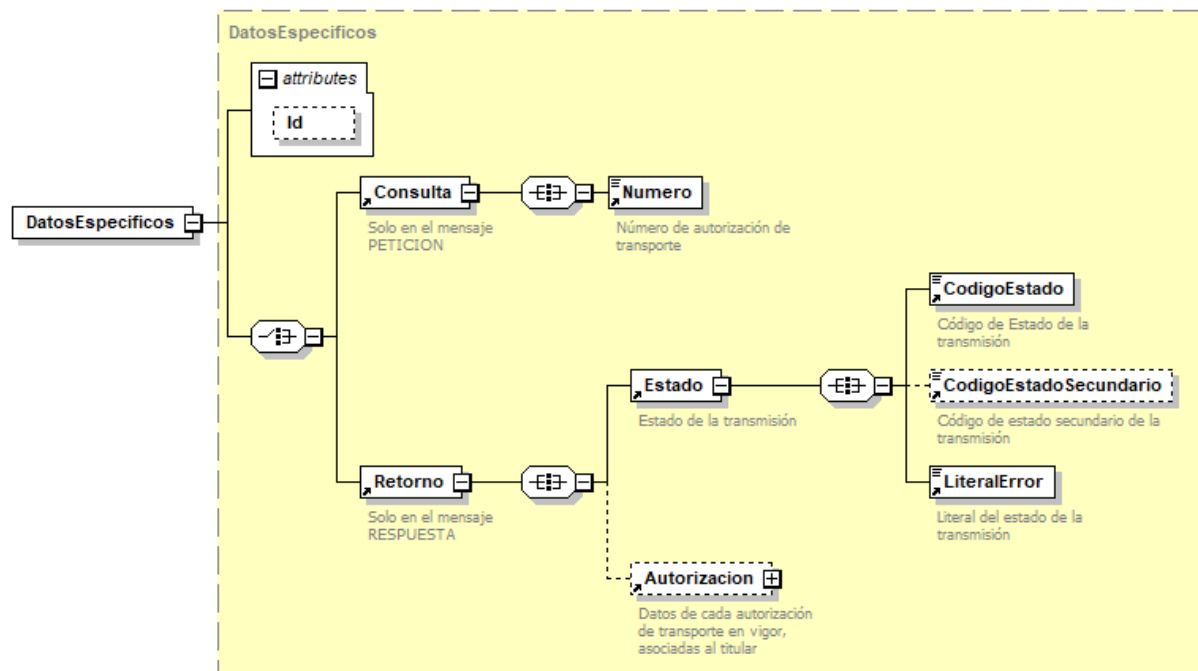 DatosEspecificos
attributes
Id
DatosEspecificos
Consulta
Solo en el mensaje
PETICION
Numero
Número de autorización de
transporte
CodigoEstado
Código de Estado de la
transmisión
Estado
Estado de la transmisión
CodigoEstadoSecundario
Código de estado secundario de la
transmisión
Retorno
Solo en el mensaje
RESPUESTA
LiteralError
Literal del estado de la
transmisión
Autorizacion
Datos de cada autorización
de transporte en vigor,
asociadas al titular